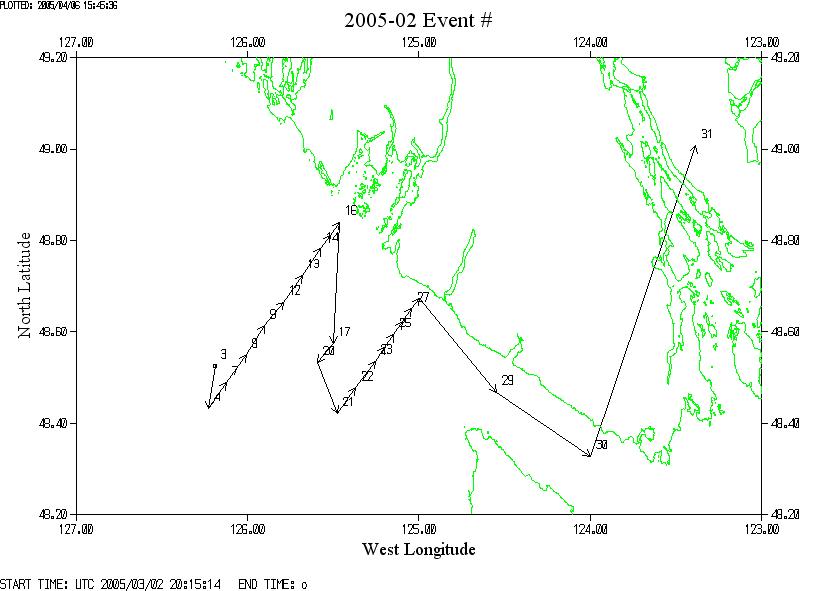 PLOTTED: 2005/04/06 15:45:36
2005-02 Event #
127.00 126.00 125.00 124.00 123.00
49.20 49.20
31
49.00 49.00
16
14
48.80 48.80
13
12
27
9 25
48.60 17 48.60
8 20 23
3
7 22 29
4 21
48.40 48.40
30
48.20 48.20
127.00 126.00 125.00 124.00 123.00
North Latitude
West Longitude
START TIME: UTC 2005/03/02 20:15:14 END TIME: o